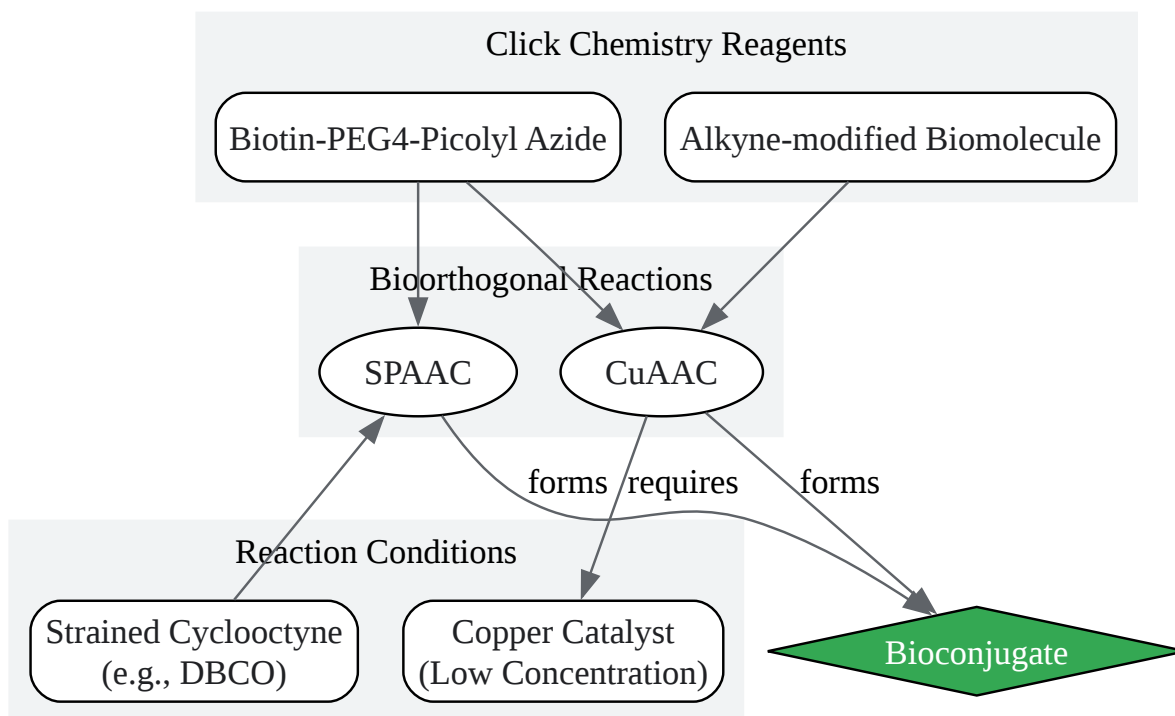 Click Chemistry Reagents
Biotin-PEG4-Picolyl Azide
Alkyne-modified Biomolecule
Bioorthogonal Reactions
SPAAC
CuAAC
forms
requires
forms
Reaction Conditions
Strained Cyclooctyne
(e.g., DBCO)
Copper Catalyst
(Low Concentration)
Bioconjugate